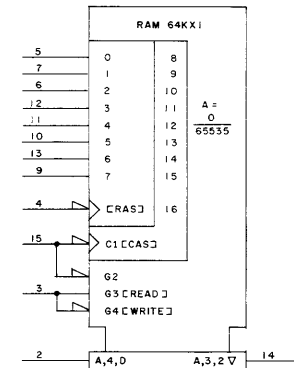 RAM 64KX1
5 0 8
7 1 9
6 2 10 A =
12 3 11 0
11 4 12 65535
10 5 13
13 6 14
9 7 15
4 [RAS] 16
15 C1[CAS]
G2
3 G3[READ]
G4[WRITE]
2 A,4,D A,3,2 ▽ 14